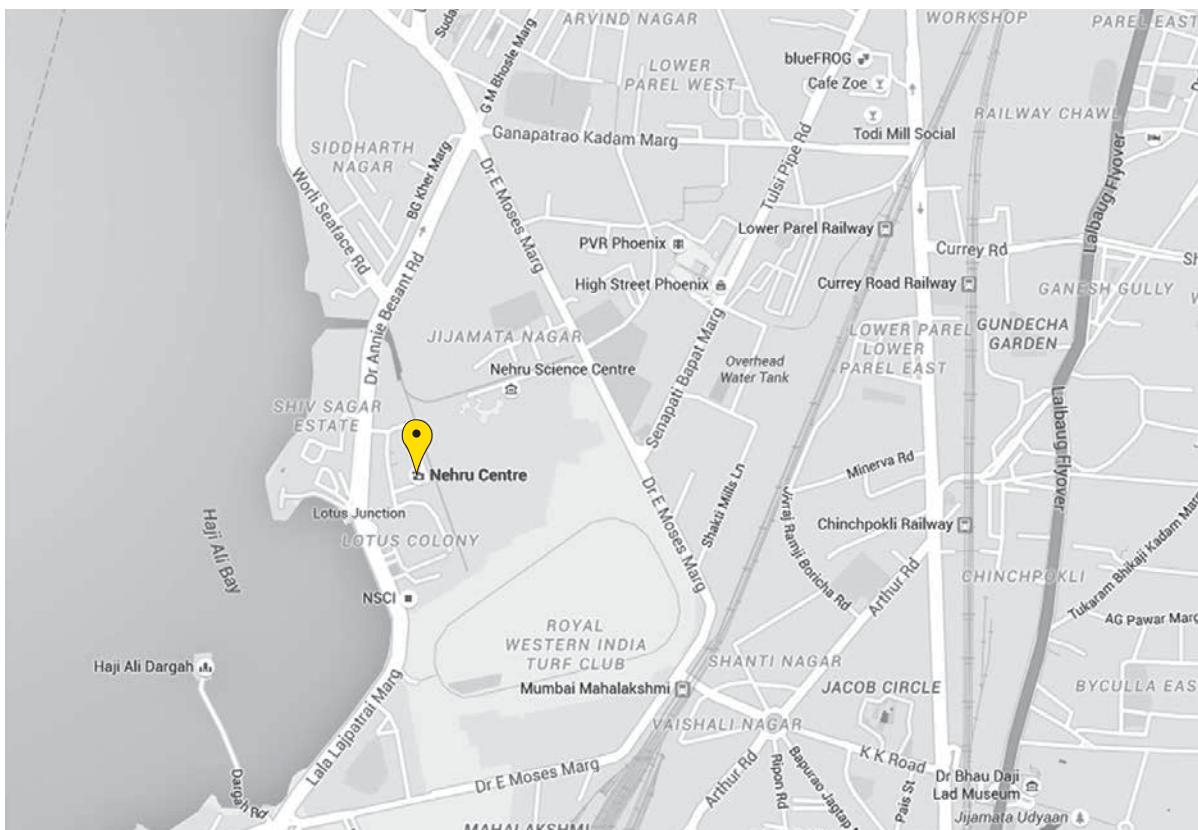 ARVIND NAGAR
WORKSHOP
PAREL EAST
G M Bhosle Marg
blueFROG
LOWER
PAREL WEST
Cafe Zoe
RAILWAY CHAWL
Todi Mill Social
Ganapatrao Kadam Marg
SIDDHARTH
NAGAR
BG Kher Marg
Dr E Moses Marg
Tulsi Pipe Rd
Worli Seaface Rd
Lalbaug Flyover
Lower Parel Railway
PVR Phoenix
Currey Rd
Dr Annie Besant Rd
High Street Phoenix
Currey Road Railway
GANESH GULLY
JIJAMATA NAGAR
Senapati Bapat Marg
LOWER PAREL
LOWER
PAREL EAST
GUNDECHA
GARDEN
Nehru Science Centre
Overhead
Water Tank
SHIV SAGAR
ESTATE
Lalbaug Flyover
Nehru Centre
Minerva Rd
Dr E Moses Marg
Shakti Mills Ln
Jivraj Ramji Boricha Rd
Lotus Junction
Chinchpokli Railway
LOTUS COLONY
Haji Ali Bay
Arthur Rd
CHINCHPOKLI
Tukaram Bhikaji Kadam Marg
NSCI
AG Pawar Marg
ROYAL
WESTERN INDIA
TURF CLUB
Haji Ali Dargah
SHANTI NAGAR
Mumbai Mahalakshmi
JACOB CIRCLE
BYCULLA EAS
Lala Lajpatrai Marg
VAISHALI NAGAR
K K Road
Dr E Moses Marg
Dargah Rd
Arthur Rd
Ripon Rd
Bapurao Jagtap
Pais St
Dr Bhau Daji
Lad Museum
MAHALAKSHMI
Jijamata Udyaan